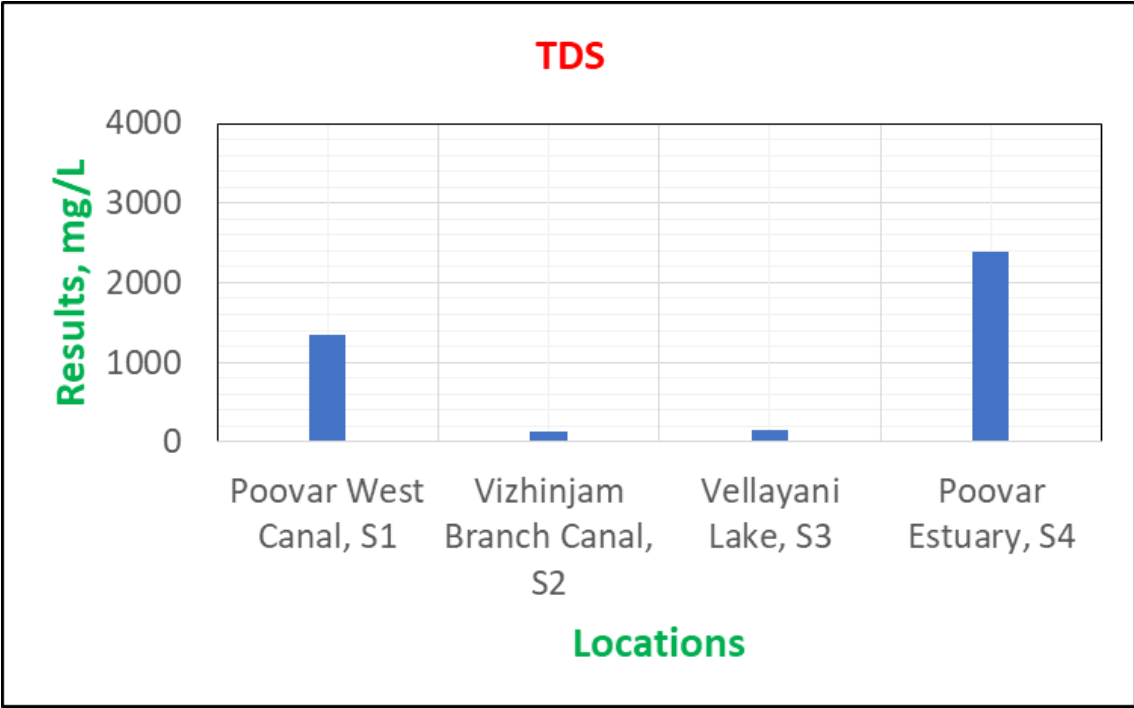 TDS
Results, mg/L
4000
3000
2000
1000
0
Poovar West
Canal, S1
Vizhinjam
Branch Canal,
S2
Vellayani
Lake, S3
Poovar
Estuary, S4
Locations